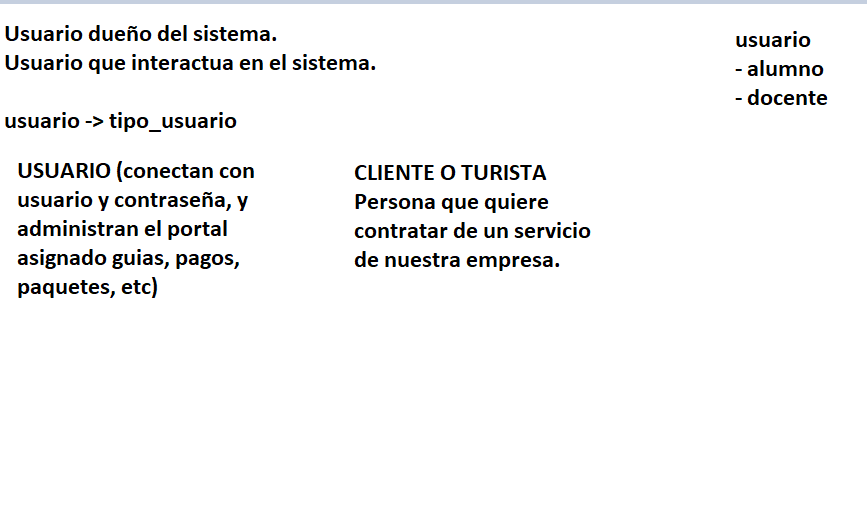 Usuario dueño del sistema.
Usuario que interactua en el sistema.
usuario -> tipo_usuario
USUARIO (conectan con
usuario y contraseña, y
administran el portal
asignado guias, pagos,
paquetes, etc)
CLIENTE O TURISTA
Persona que quiere
contratar de un servicio
de nuestra empresa.
usuario
- alumno
- docente